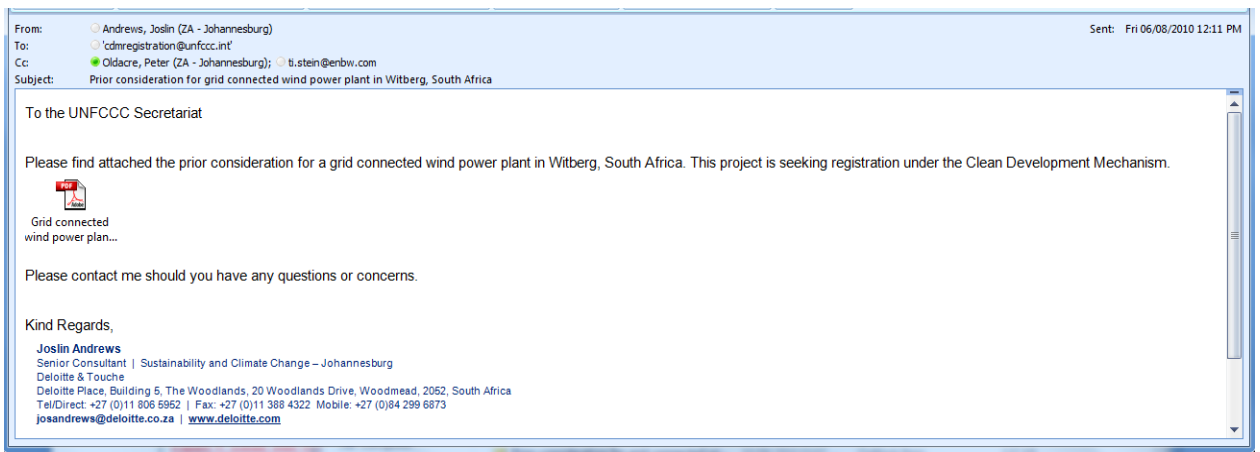 From: Andrews, Joslin (ZA - Johannesburg) Sent: Fri 06/08/2010 12:11 PM
To: 'cdmregistration@unfccc.int'
Cc: Oldacre, Peter (ZA - Johannesburg); ti.stein@enbw.com
Subject: Prior consideration for grid connected wind power plant in Witberg, South Africa
To the UNFCCC Secretariat
Please find attached the prior consideration for a grid connected wind power plant in Witberg, South Africa. This project is seeking registration under the Clean Development Mechanism.
PDF
Adobe
Grid connected
wind power plan...
Please contact me should you have any questions or concerns.
Kind Regards,
Joslin Andrews
Senior Consultant | Sustainability and Climate Change – Johannesburg
Deloitte & Touche
Deloitte Place, Building 5, The Woodlands, 20 Woodlands Drive, Woodmead, 2052, South Africa
Tel/Direct: +27 (0)11 806 5952 | Fax: +27 (0)11 388 4322 Mobile: +27 (0)84 299 6873
josandrews@deloitte.co.za | www.deloitte.com